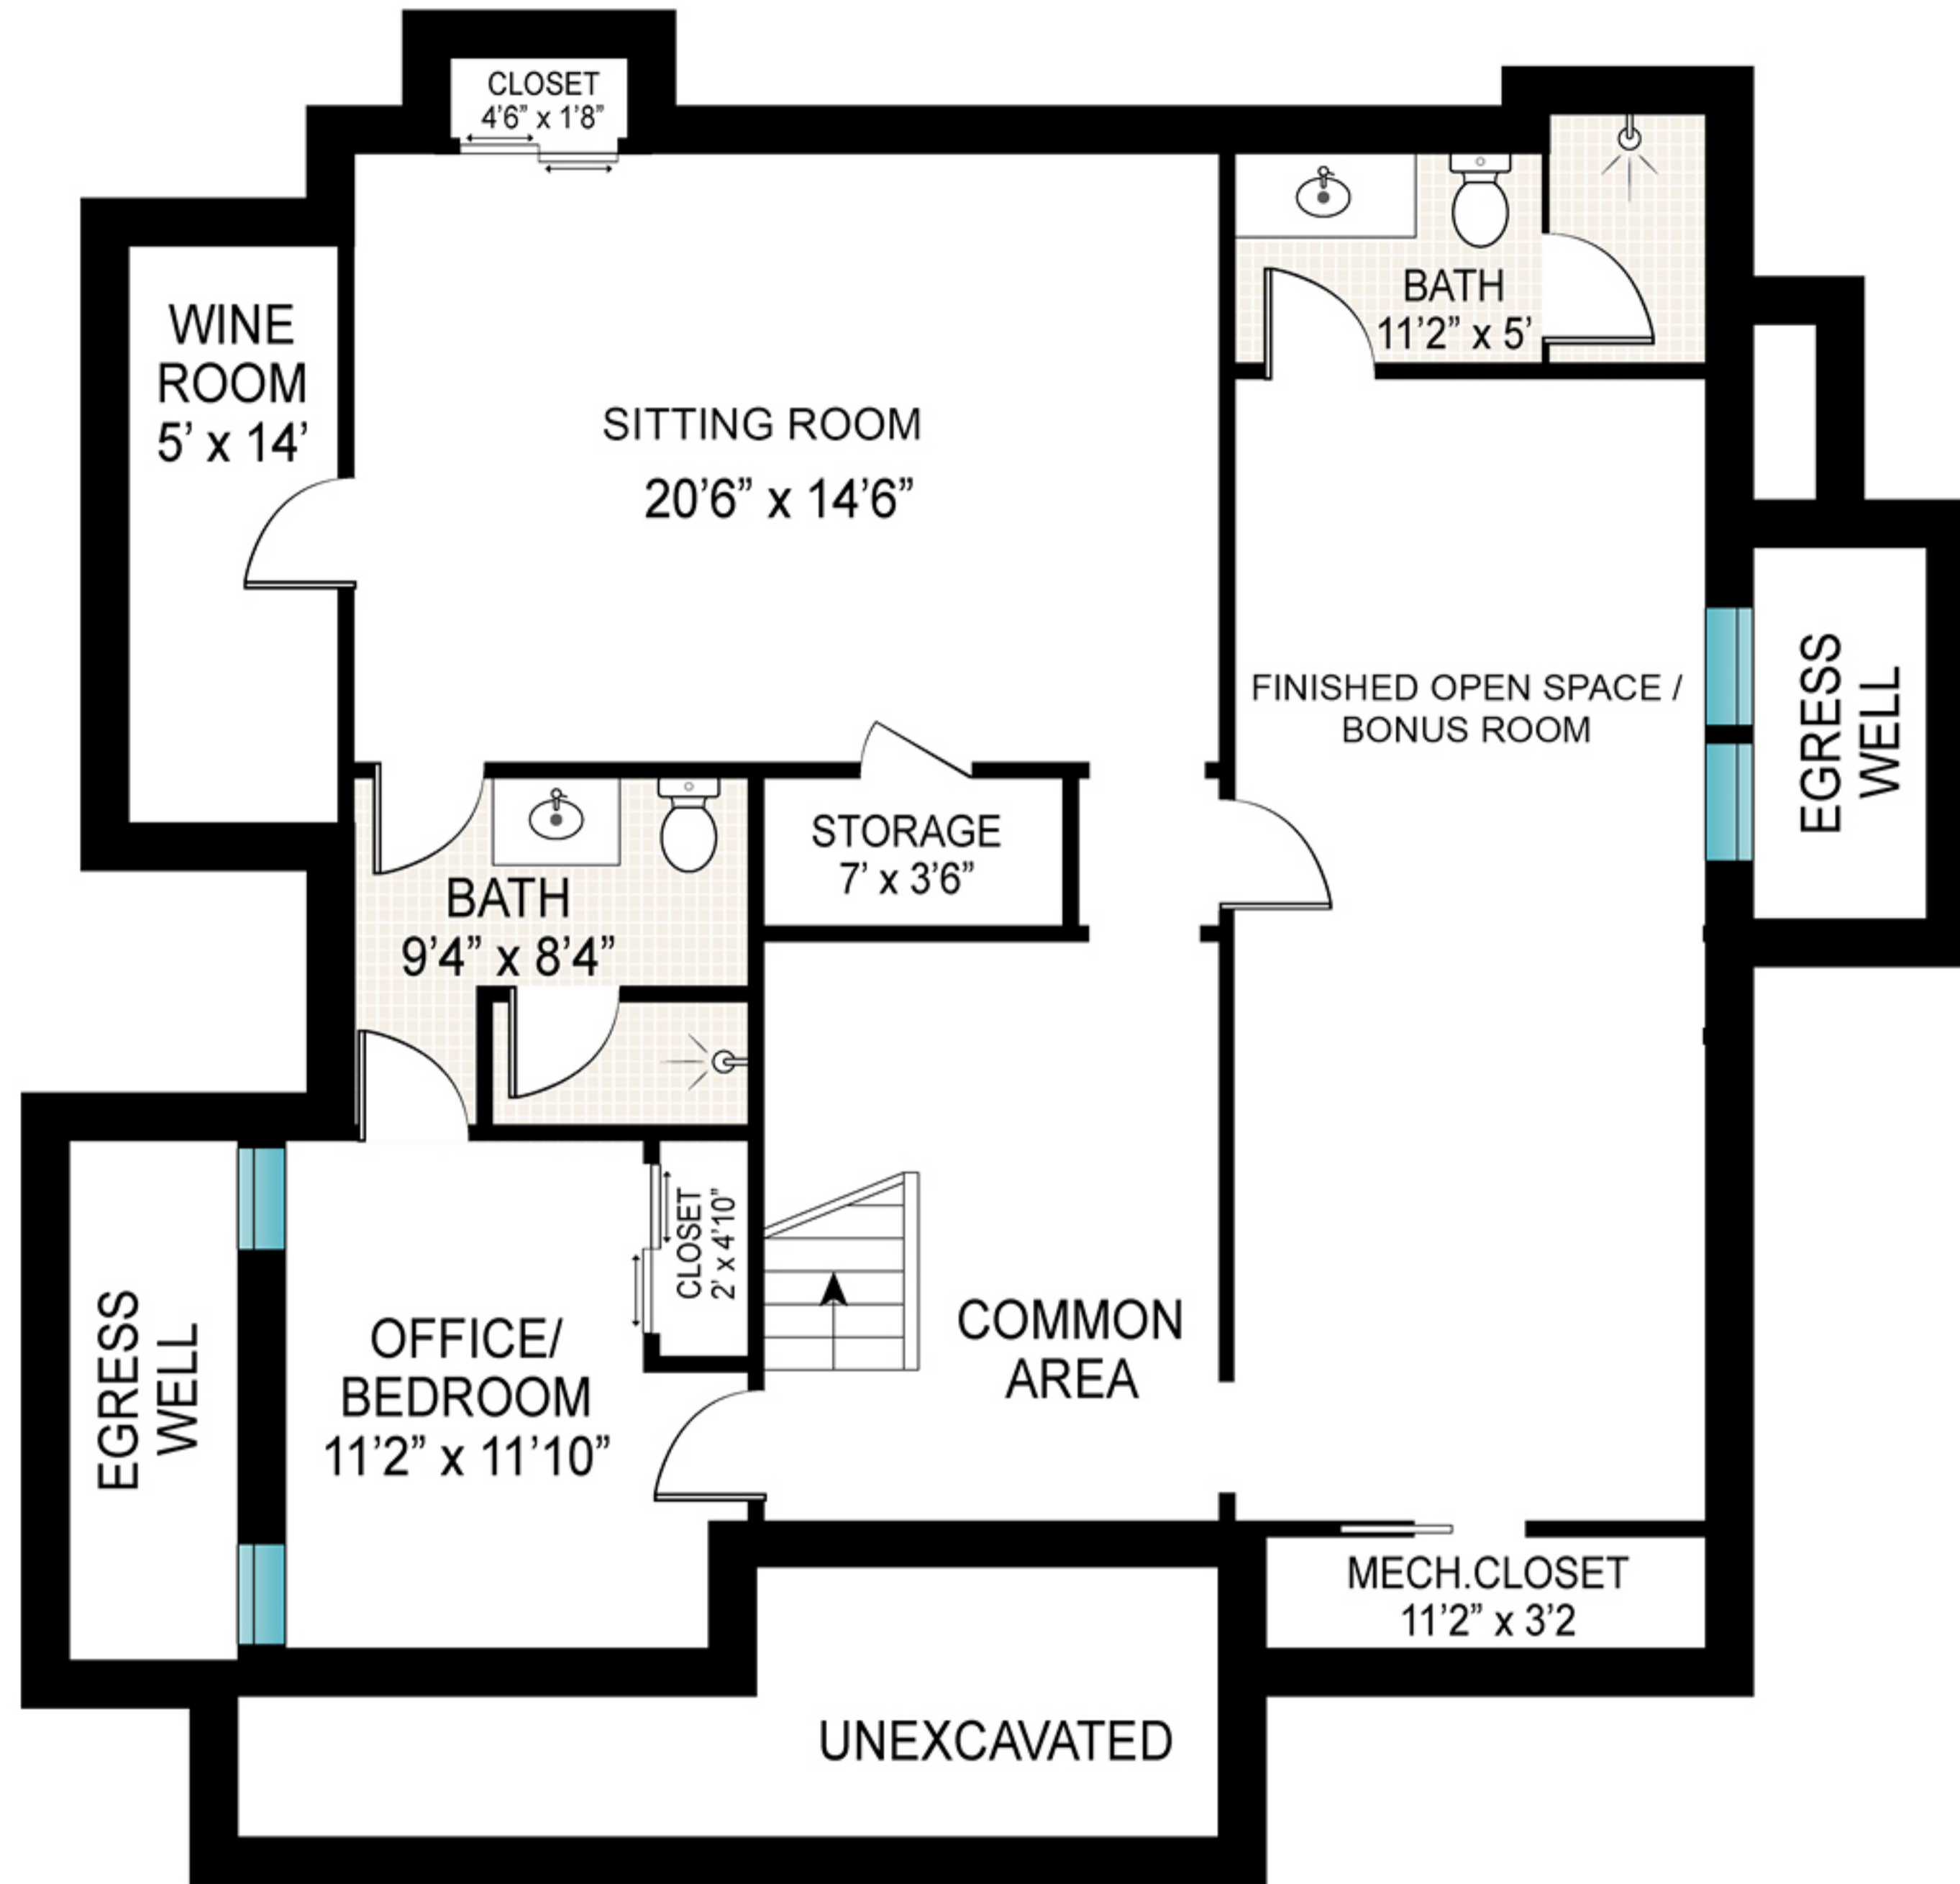 CLOSET
4’6” x 1’8”
WINE
ROOM
5’ x 14’
SITTING ROOM
20’6” x 14’6”
BATH
11’2” x 5’
FINISHED OPEN SPACE /
BONUS ROOM
EGRESS
WELL
STORAGE
7’ x 3’6”
BATH
9’4” x 8’4”
CLOSET
2’ x 4’10”
EGRESS
WELL
OFFICE/
BEDROOM
11’2” x 11’10”
COMMON
AREA
MECH.CLOSET
11’2” x 3’2
UNEXCAVATED